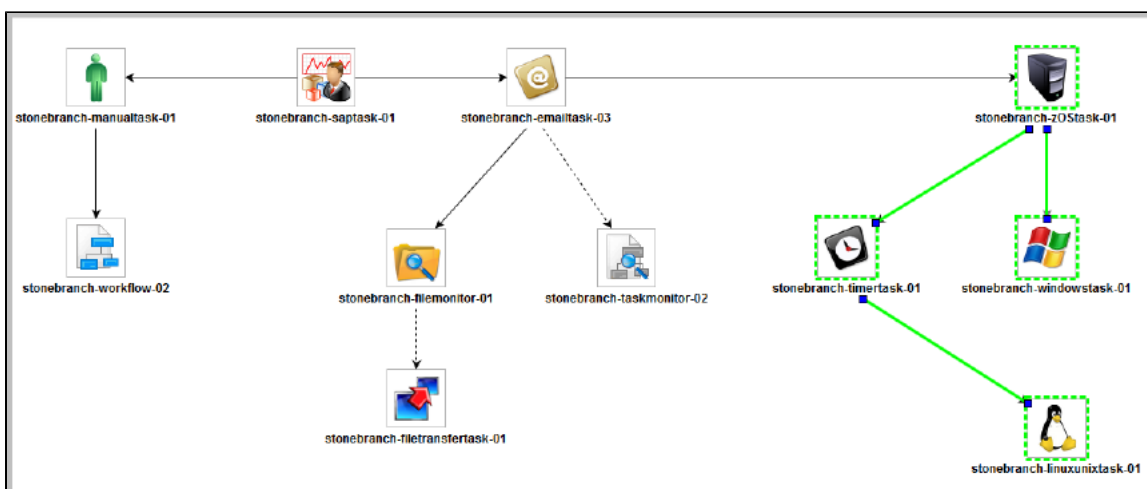 stonebranch-manualtask-01
stonebranch-saptask-01
stonebranch-emailtask-03
stonebranch-zOStask-01
stonebranch-workflow-02
stonebranch-filemonitor-01
stonebranch-taskmonitor-02
stonebranch-timertask-01
stonebranch-windowstask-01
stonebranch-filetransfertask-01
stonebranch-linuxunixtask-01